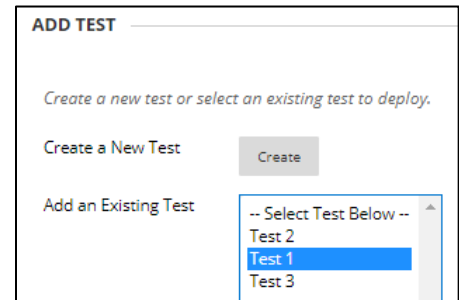 ADD TEST
Create a new test or select an existing test to deploy.
Create a New Test
Create
Add an Existing Test
-- Select Test Below --
Test 2
Test 1
Test 3